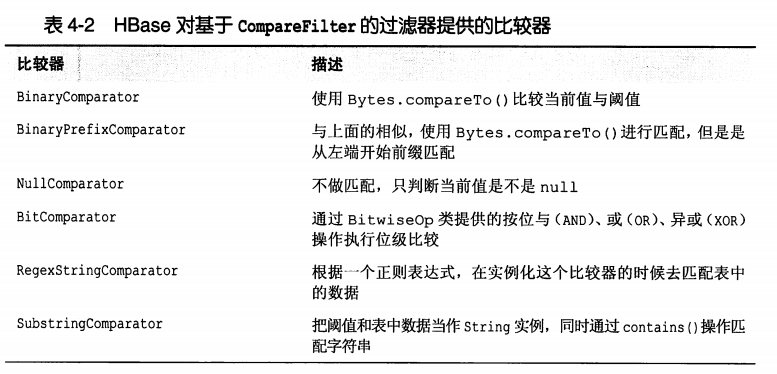 表 4-2 HBase 对基于 CompareFilter 的过滤器提供的比较器
比较器 描述
BinaryComparator 使用 Bytes.compareTo()比较当前值与阈值
BinaryPrefixComparator 与上面的相似，使用 Bytes.compareTo()进行匹配，但是是
从左端开始前缀匹配
NullComparator 不做匹配，只判断当前值是不是 null
BitComparator 通过 BitwiseOp 类提供的按位与（AND）、或（OR）、异或（XOR）
操作执行位级比较
RegexStringComparator 根据一个正则表达式，在实例化这个比较器的时候去匹配表中
的数据
SubstringComparator 把阈值和表中数据当作 String 实例，同时通过 contains()操作匹
配字符串